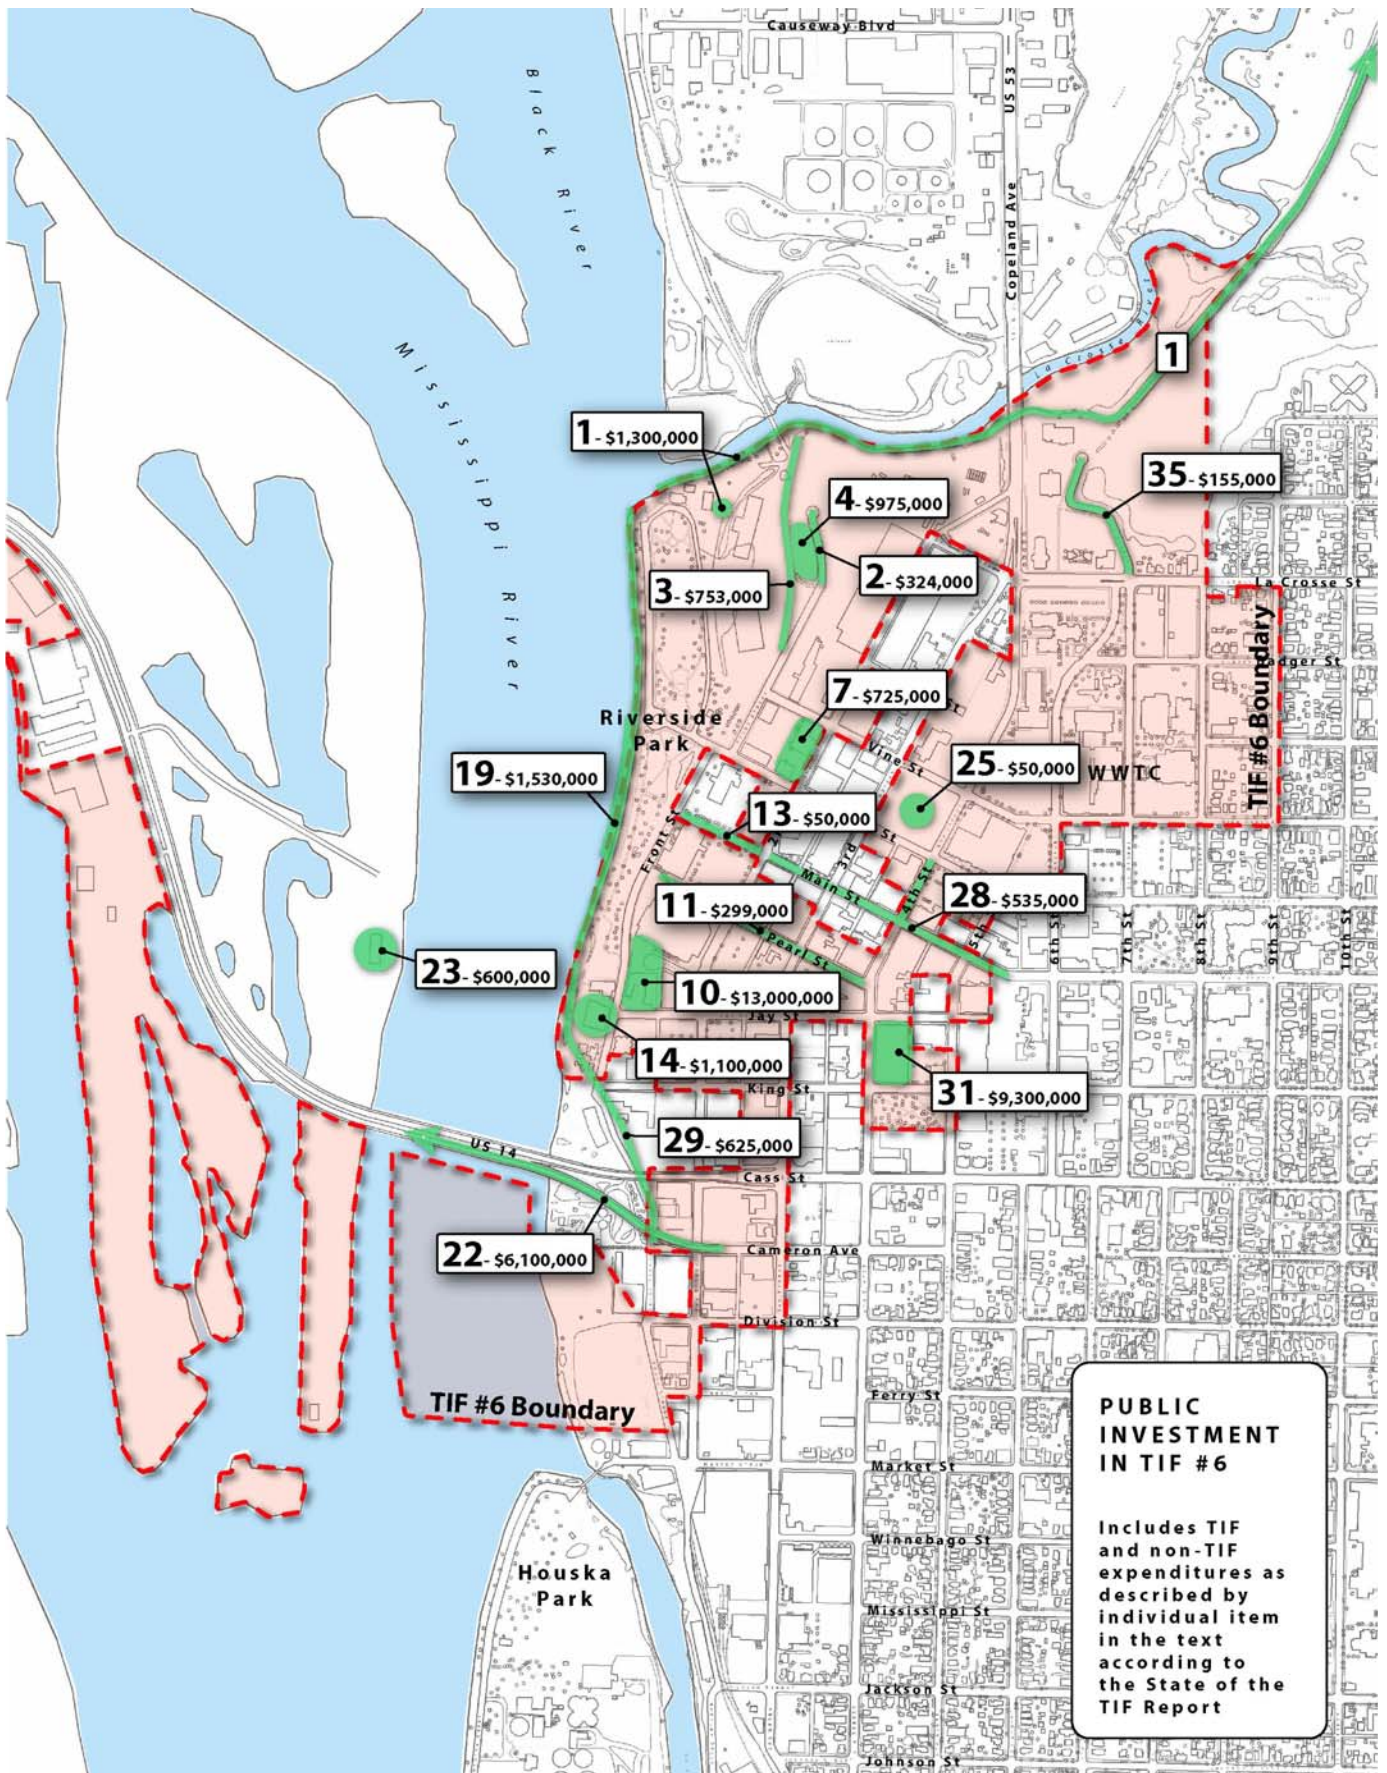 Causeway Blvd
Black River
US 53
Copeland Ave
Mississippi River
La Crosse River
1
1 - $1,300,000
35 - $155,000
4 - $975,000
2 - $324,000
3 - $753,000
La Crosse St
TIF #6 Boundary
7 - $725,000
St
Riverside
Park
Vine St
19 - $1,530,000
25 - $50,000
WWTC
13 - $50,000
St
Front St
3rd
Main St
4th St
28 - $535,000
11 - $299,000
5th
6th St
7th St
8th St
9th St
10th St
Pearl St
23 - $600,000
10 - $13,000,000
Jay St
14 - $1,100,000
King St
31 - $9,300,000
29 - $625,000
US 14
Cass St
22 - $6,100,000
Cameron Ave
Division St
TIF #6 Boundary
Ferry St
Market St
Winnebago St
Houska
Park
Mississippi St
Jackson St
Johnson St
PUBLIC
INVESTMENT
IN TIF #6
Includes TIF
and non-TIF
expenditures as
described by
individual item
in the text
according to
the State of the
TIF Report